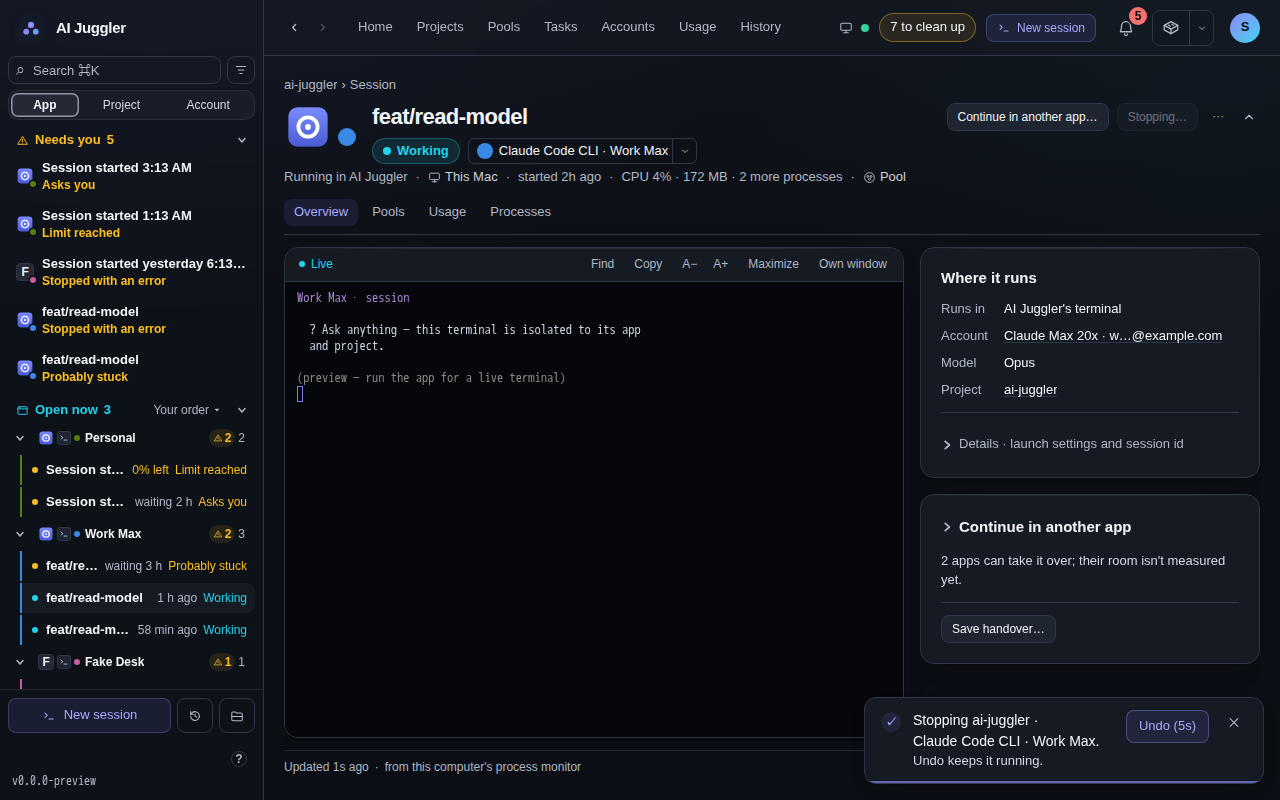 AI Juggler
Search ⌘K
App Project Account
Needs you 5
Session started 3:13 AM
Asks you
Session started 1:13 AM
Limit reached
F Session started yesterday 6:13…
Stopped with an error
feat/read-model
Stopped with an error
feat/read-model
Probably stuck
Open now 3 Your order
Personal 2 2
Session st… 0% left Limit reached
Session st… waiting 2 h Asks you
Work Max 2 3
feat/re… waiting 3 h Probably stuck
feat/read-model 1 h ago Working
feat/read-m… 58 min ago Working
F Fake Desk 1 1
New session
?
v0.0.0-preview
Home Projects Pools Tasks Accounts Usage History
7 to clean up
New session
5
S
ai-juggler › Session
feat/read-model
Continue in another app… Stopping… ···
Working Claude Code CLI · Work Max
Running in AI Juggler · This Mac · started 2h ago · CPU 4% · 172 MB · 2 more processes · Pool
Overview Pools Usage Processes
Live Find Copy A− A+ Maximize Own window
Work Max · session
? Ask anything — this terminal is isolated to its app
and project.
(preview — run the app for a live terminal)
Where it runs
Runs in AI Juggler's terminal
Account Claude Max 20x · w…@example.com
Model Opus
Project ai-juggler
Details · launch settings and session id
Continue in another app
2 apps can take it over; their room isn't measured
yet.
Save handover…
Updated 1s ago · from this computer's process monitor
Stopping ai-juggler ·
Claude Code CLI · Work Max.
Undo keeps it running.
Undo (5s)